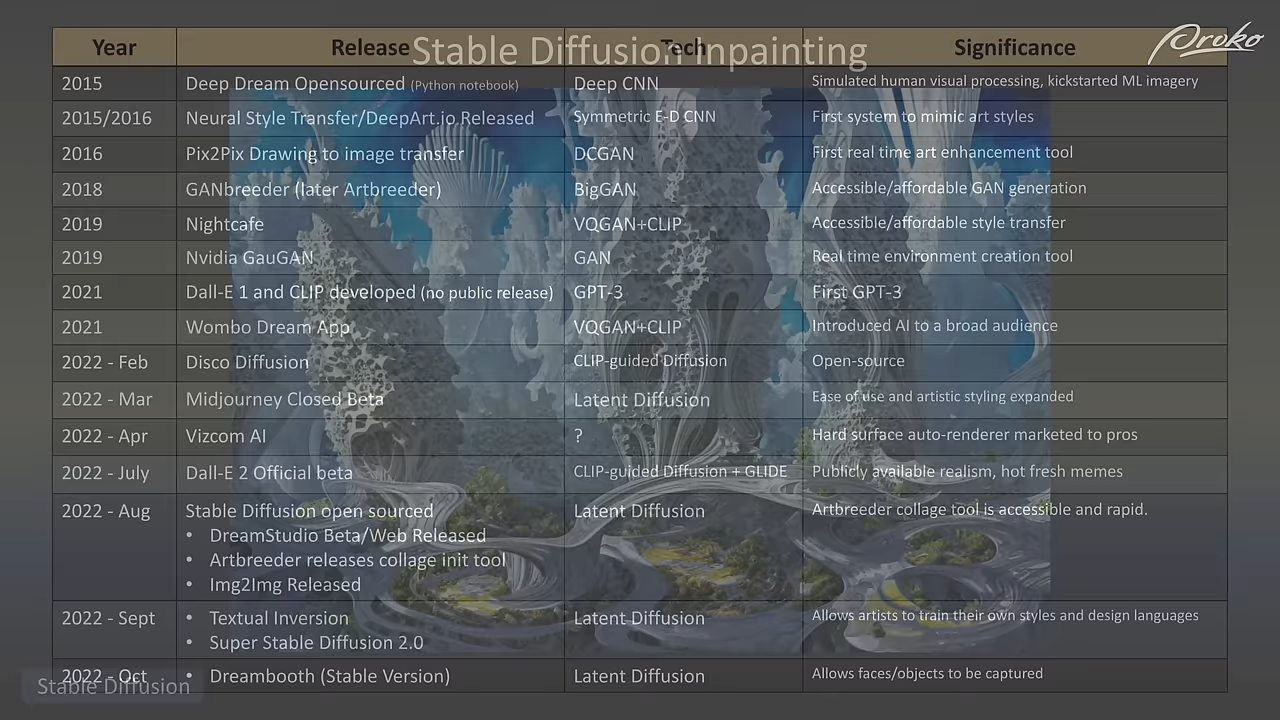 Stable Diffusion Inpainting
Proko
Year Release Tech Significance
2015 Deep Dream Opensourced (Python notebook) Deep CNN Simulated human visual processing, kickstarted ML imagery
2015/2016 Neural Style Transfer/DeepArt.io Released Symmetric E-D CNN First system to mimic art styles
2016 Pix2Pix Drawing to image transfer DCGAN First real time art enhancement tool
2018 GANbreeder (later Artbreeder) BigGAN Accessible/affordable GAN generation
2019 Nightcafe VQGAN+CLIP Accessible/affordable style transfer
2019 Nvidia GauGAN GAN Real time environment creation tool
2021 Dall-E 1 and CLIP developed (no public release) GPT-3 First GPT-3
2021 Wombo Dream App VQGAN+CLIP Introduced AI to a broad audience
2022 - Feb Disco Diffusion CLIP-guided Diffusion Open-source
2022 - Mar Midjourney Closed Beta Latent Diffusion Ease of use and artistic styling expanded
2022 - Apr Vizcom AI ? Hard surface auto-renderer marketed to pros
2022 - July Dall-E 2 Official beta CLIP-guided Diffusion + GLIDE Publicly available realism, hot fresh memes
2022 - Aug Stable Diffusion open sourced Latent Diffusion Artbreeder collage tool is accessible and rapid.
• DreamStudio Beta/Web Released
• Artbreeder releases collage init tool
• Img2Img Released
2022 - Sept • Textual Inversion Latent Diffusion Allows artists to train their own styles and design languages
• Super Stable Diffusion 2.0
2022 - Oct • Dreambooth (Stable Version) Latent Diffusion Allows faces/objects to be captured
Stable Diffusion